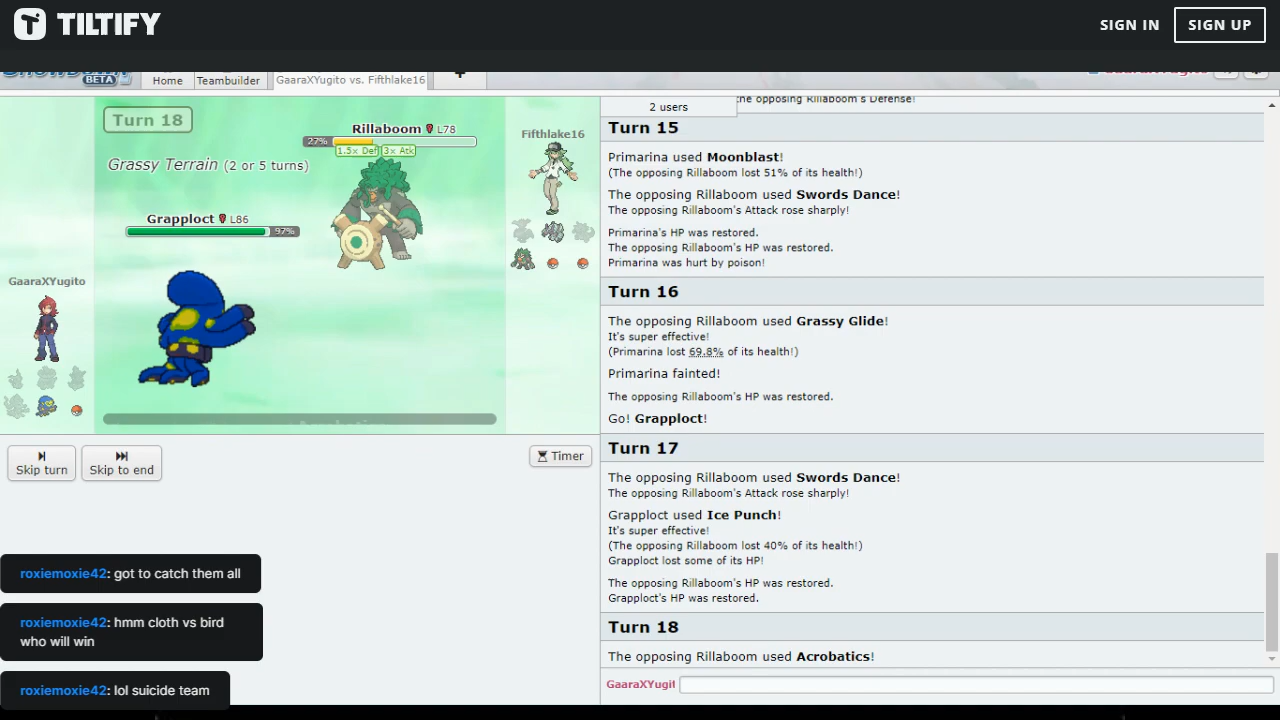 TILTIFY
SIGN IN
SIGN UP
BETA
Home
Teambuilder
GaaraXYugito vs. Fifthlake16
+
2 users
the opposing Rillaboom's Defense!
Turn 18
Rillaboom L78
27%
1.5× Def 3× Atk
Grassy Terrain (2 or 5 turns)
Grapploct L86
97%
Fifthlake16
GaaraXYugito
Skip turn
Skip to end
Timer
Turn 15
Primarina used Moonblast!
(The opposing Rillaboom lost 51% of its health!)
The opposing Rillaboom used Swords Dance!
The opposing Rillaboom's Attack rose sharply!
Primarina's HP was restored.
The opposing Rillaboom's HP was restored.
Primarina was hurt by poison!
Turn 16
The opposing Rillaboom used Grassy Glide!
It's super effective!
(Primarina lost 69.8% of its health!)
Primarina fainted!
The opposing Rillaboom's HP was restored.
Go! Grapploct!
Turn 17
The opposing Rillaboom used Swords Dance!
The opposing Rillaboom's Attack rose sharply!
Grapploct used Ice Punch!
It's super effective!
(The opposing Rillaboom lost 40% of its health!)
Grapploct lost some of its HP!
The opposing Rillaboom's HP was restored.
Grapploct's HP was restored.
Turn 18
The opposing Rillaboom used Acrobatics!
GaaraXYugit
roxiemoxie42: got to catch them all
roxiemoxie42: hmm cloth vs bird
who will win
roxiemoxie42: lol suicide team